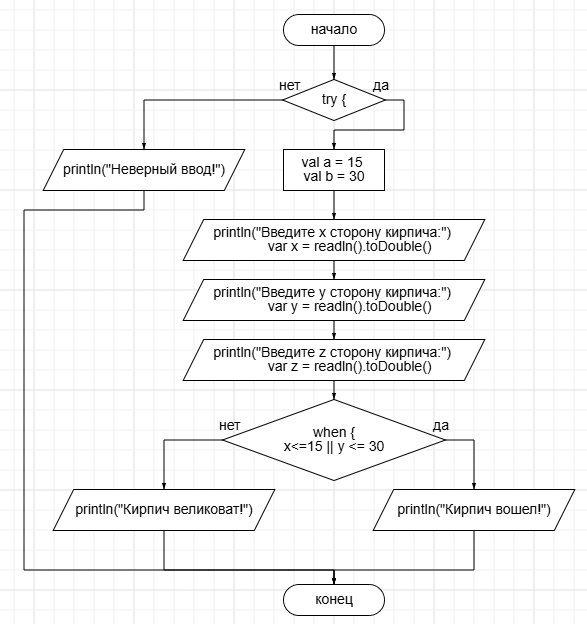 начало
нет
да
try {
println("Неверный ввод!")
val a = 15
val b = 30
println("Введите x сторону кирпича:")
var x = readln().toDouble()
println("Введите y сторону кирпича:")
var y = readln().toDouble()
println("Введите z сторону кирпича:")
var z = readln().toDouble()
нет
да
when {
x<=15 || y <= 30
println("Кирпич великоват!")
println("Кирпич вошел!")
конец